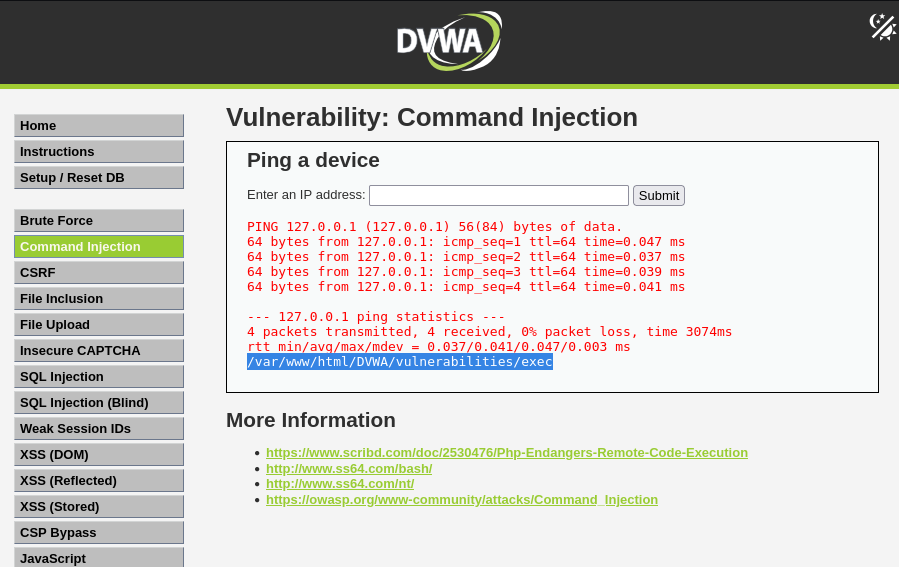 DVWA
Home
Instructions
Setup / Reset DB
Brute Force
Command Injection
CSRF
File Inclusion
File Upload
Insecure CAPTCHA
SQL Injection
SQL Injection (Blind)
Weak Session IDs
XSS (DOM)
XSS (Reflected)
XSS (Stored)
CSP Bypass
JavaScript
Vulnerability: Command Injection
Ping a device
Enter an IP address: Submit
PING 127.0.0.1 (127.0.0.1) 56(84) bytes of data.
64 bytes from 127.0.0.1: icmp_seq=1 ttl=64 time=0.047 ms
64 bytes from 127.0.0.1: icmp_seq=2 ttl=64 time=0.037 ms
64 bytes from 127.0.0.1: icmp_seq=3 ttl=64 time=0.039 ms
64 bytes from 127.0.0.1: icmp_seq=4 ttl=64 time=0.041 ms
--- 127.0.0.1 ping statistics ---
4 packets transmitted, 4 received, 0% packet loss, time 3074ms
rtt min/avg/max/mdev = 0.037/0.041/0.047/0.003 ms
/var/www/html/DVWA/vulnerabilities/exec
More Information
https://www.scribd.com/doc/2530476/Php-Endangers-Remote-Code-Execution
http://www.ss64.com/bash/
http://www.ss64.com/nt/
https://owasp.org/www-community/attacks/Command_Injection